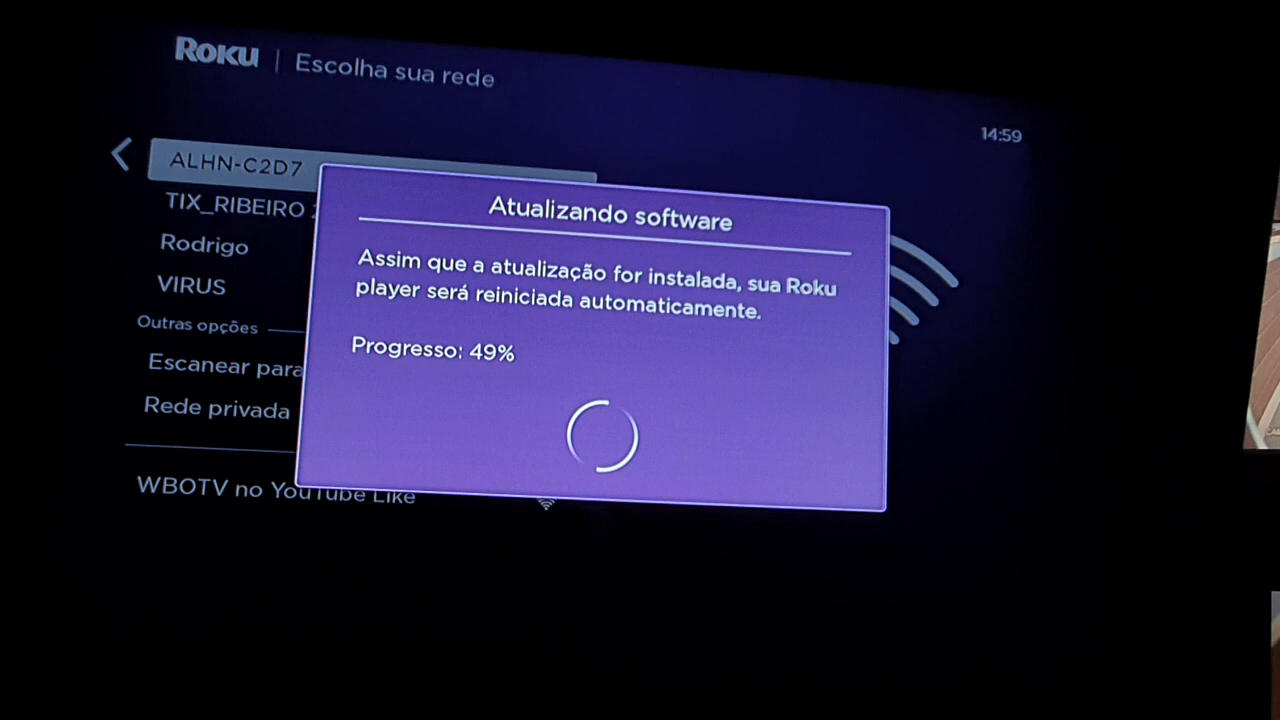 Roku | Escolha sua rede
14:59
ALHN-C2D7
TIX_RIBEIRO
Rodrigo
VIRUS
Outras opções
Escanear para
Rede privada
WBOTV no YouTube Like
Atualizando software
Assim que a atualização for instalada, sua Roku
player será reiniciada automaticamente.
Progresso: 49%